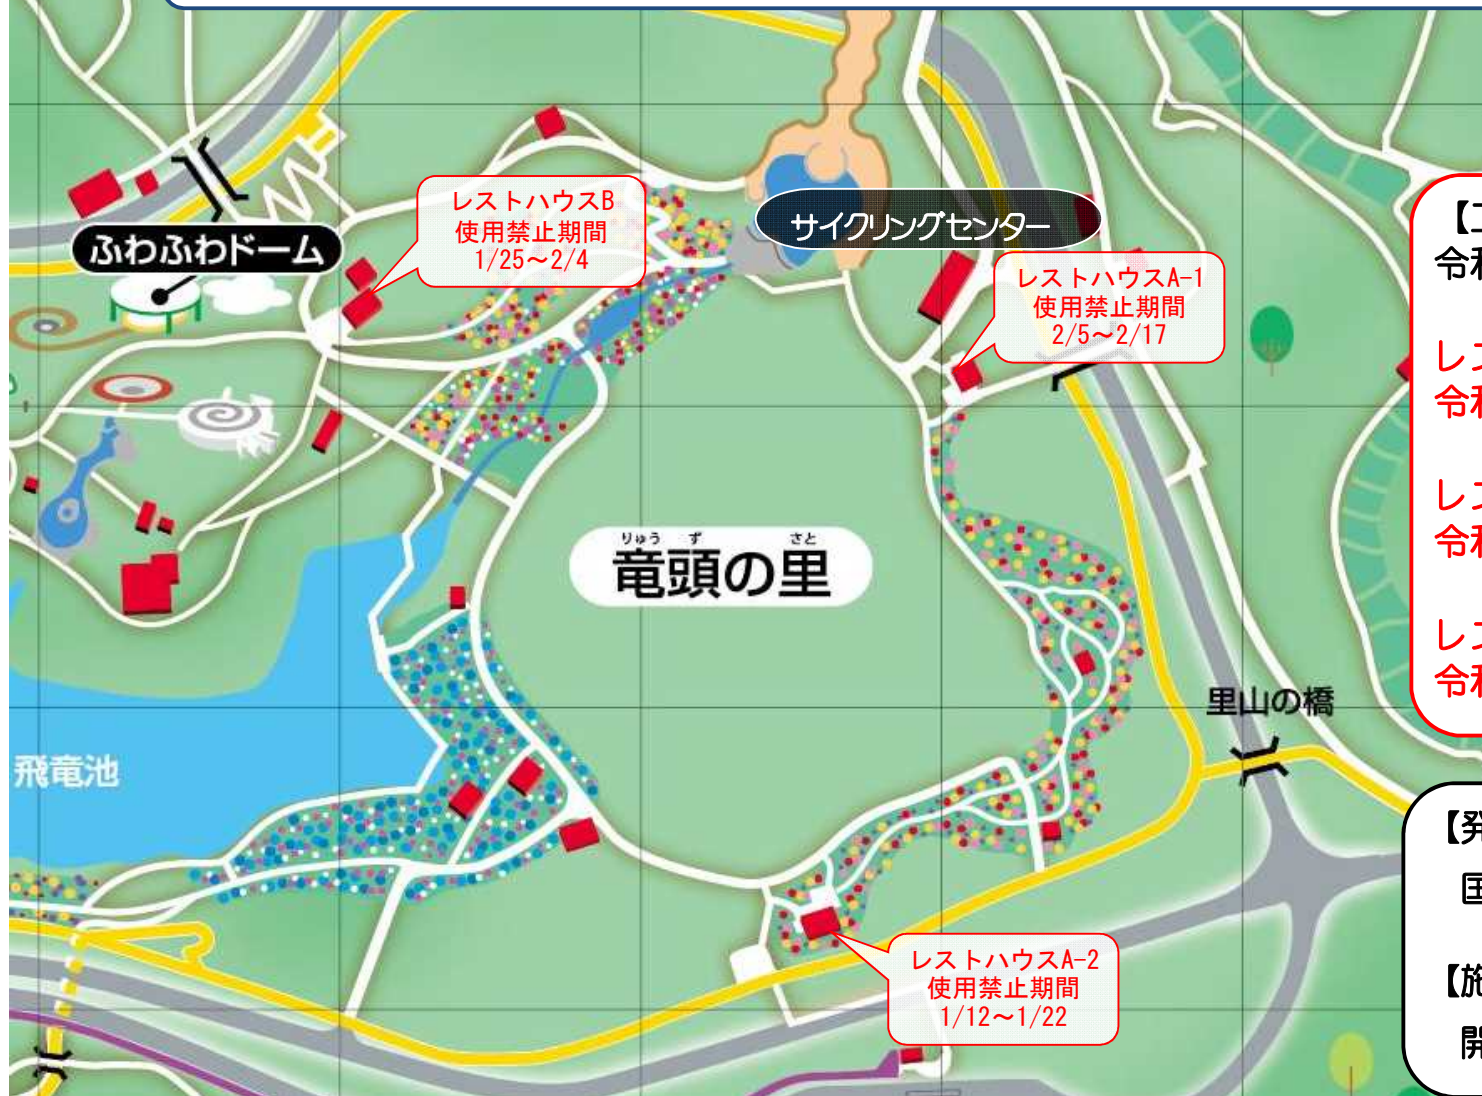 レストハウスB
使用禁止期間
1/25～2/4
サイクリングセンター
ふわふわドーム
レストハウスA-1
使用禁止期間
2/5～2/17
りゅう ず さと
竜頭の里
里山の橋
飛竜池
レストハウスA-2
使用禁止期間
1/12～1/22
令
レ
令
レ
令
レ
令
【発
【施
開